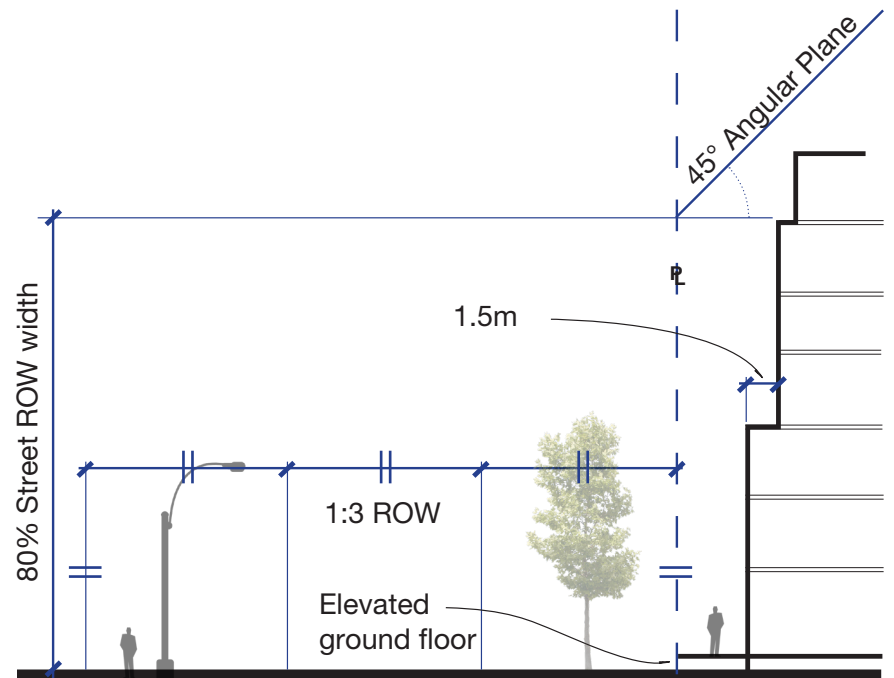 45° Angular Plane
PL
1.5m
80% Street ROW width
1:3 ROW
Elevated
ground floor